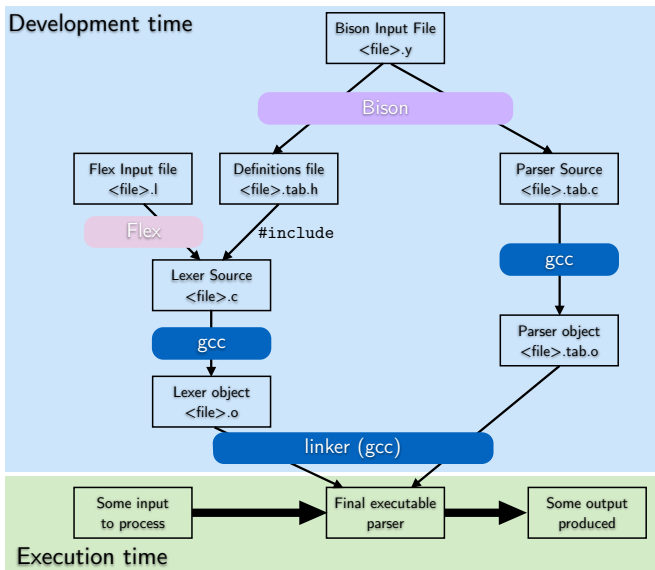 Development time
Bison Input File
<file>.y
Bison
Flex Input file
<file>.l
Definitions file
<file>.tab.h
Parser Source
<file>.tab.c
Flex
#include
gcc
Lexer Source
<file>.c
gcc
Parser object
<file>.tab.o
Lexer object
<file>.o
linker (gcc)
Some input
to process
Final executable
parser
Some output
produced
Execution time